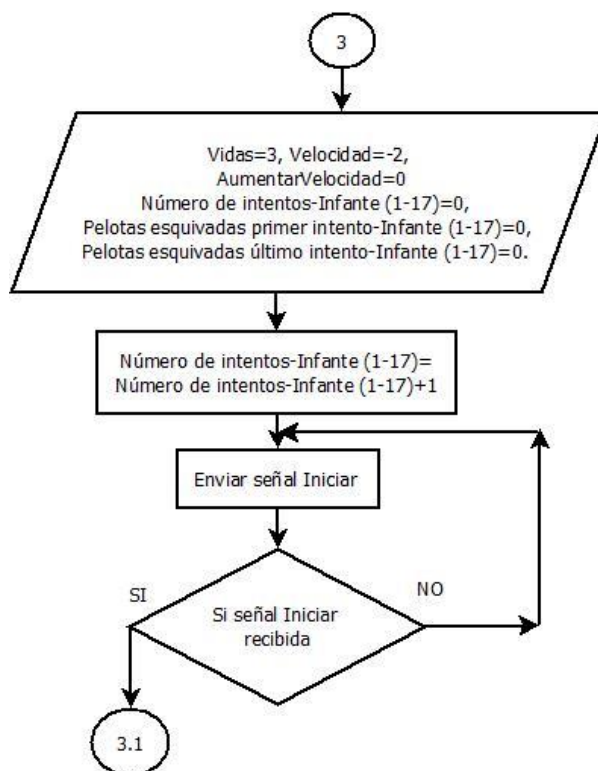 3
Vidas=3, Velocidad=-2,
AumentarVelocidad=0
Número de intentos-Infante (1-17)=0,
Pelotas esquivadas primer intento-Infante (1-17)=0,
Pelotas esquivadas último intento-Infante (1-17)=0.
Número de intentos-Infante (1-17)=
Número de intentos-Infante (1-17)+1
Enviar señal Iniciar
SI
NO
Si señal Iniciar
recibida
3.1